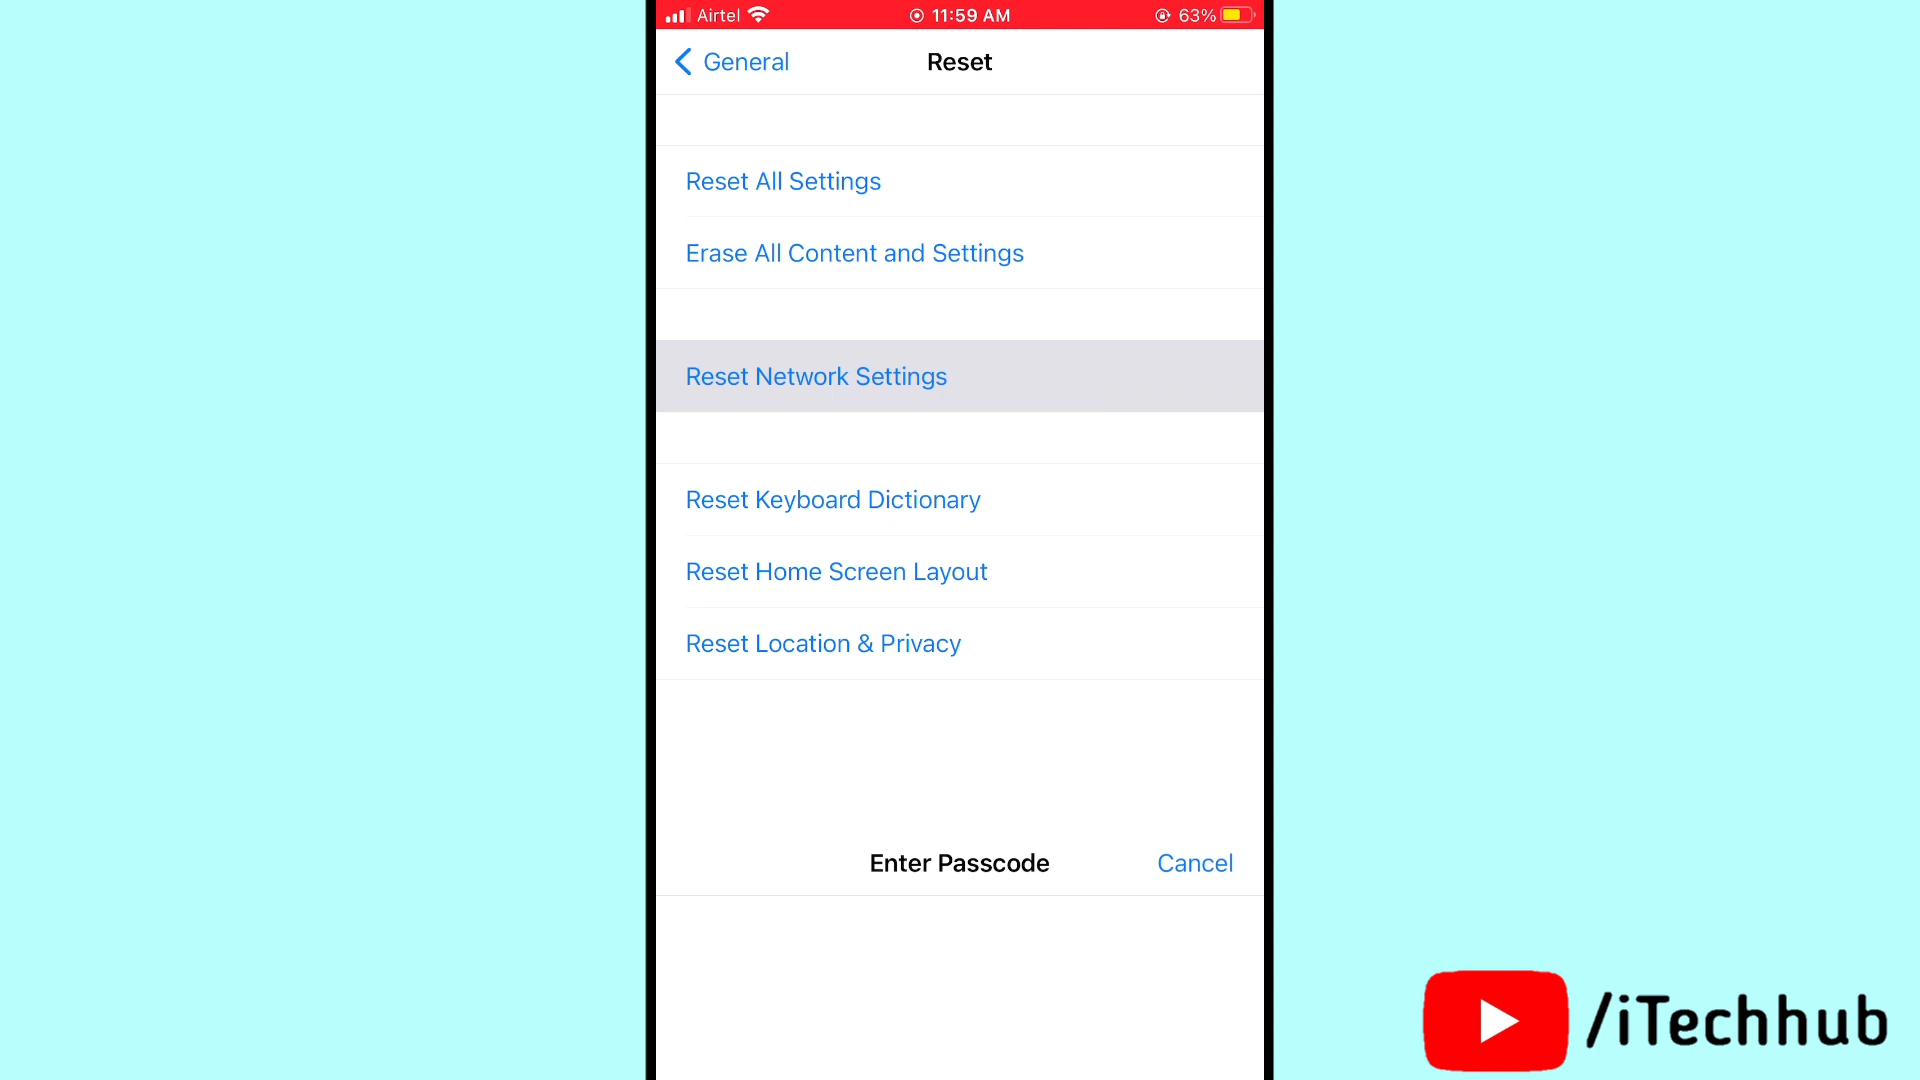 Airtel 11:59 AM 63%
General Reset
Reset All Settings
Erase All Content and Settings
Reset Network Settings
Reset Keyboard Dictionary
Reset Home Screen Layout
Reset Location & Privacy
Enter Passcode Cancel
/iTechhub